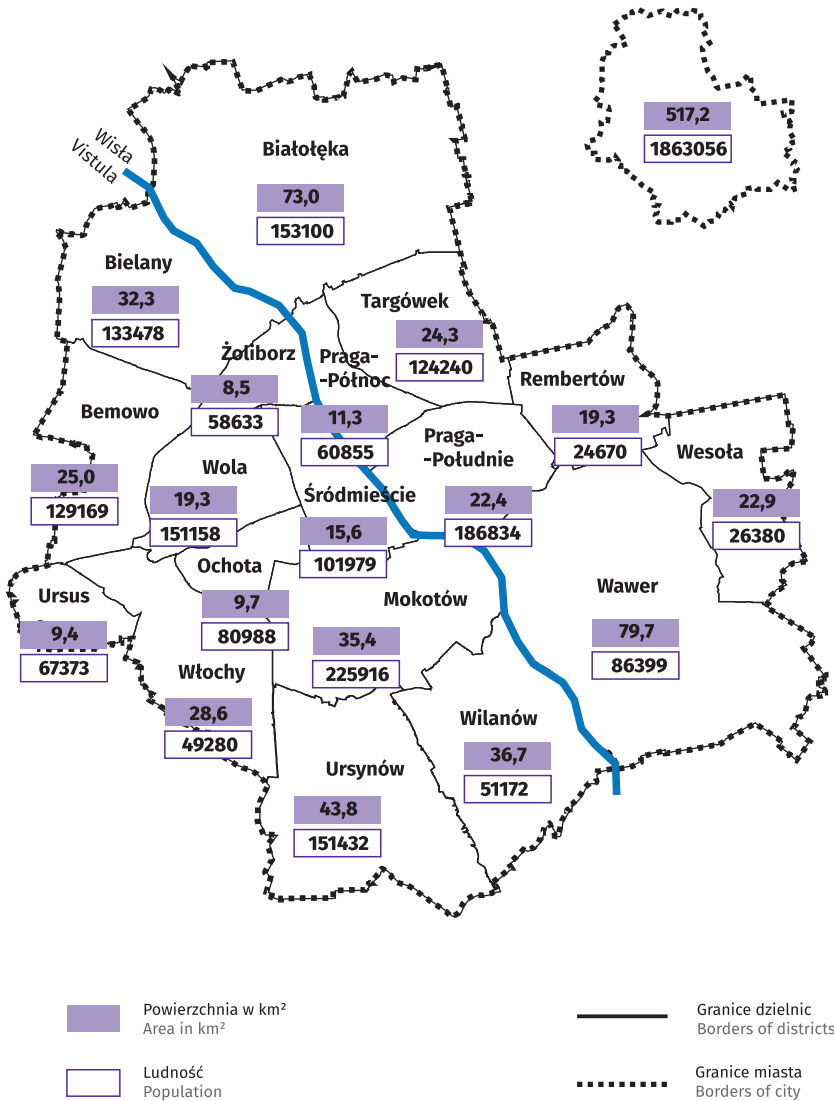 517,2
1863056
Wisła
Vistula
Białołęka
73,0
153100
Bielany
32,3
133478
Targówek
24,3
124240
Żoliborz
8,5
58633
Praga-
-Północ
11,3
60855
Rembertów
19,3
24670
Bemowo
25,0
129169
Praga-
-Południe
22,4
186834
Wesoła
22,9
26380
Wola
19,3
151158
Śródmieście
15,6
101979
Ochota
9,7
80988
Ursus
9,4
67373
Mokotów
35,4
225916
Wawer
79,7
86399
Włochy
28,6
49280
Wilanów
36,7
51172
Ursynów
43,8
151432
Powierzchnia w km²
Area in km²
Ludność
Population
Granice dzielnic
Borders of districts
Granice miasta
Borders of city